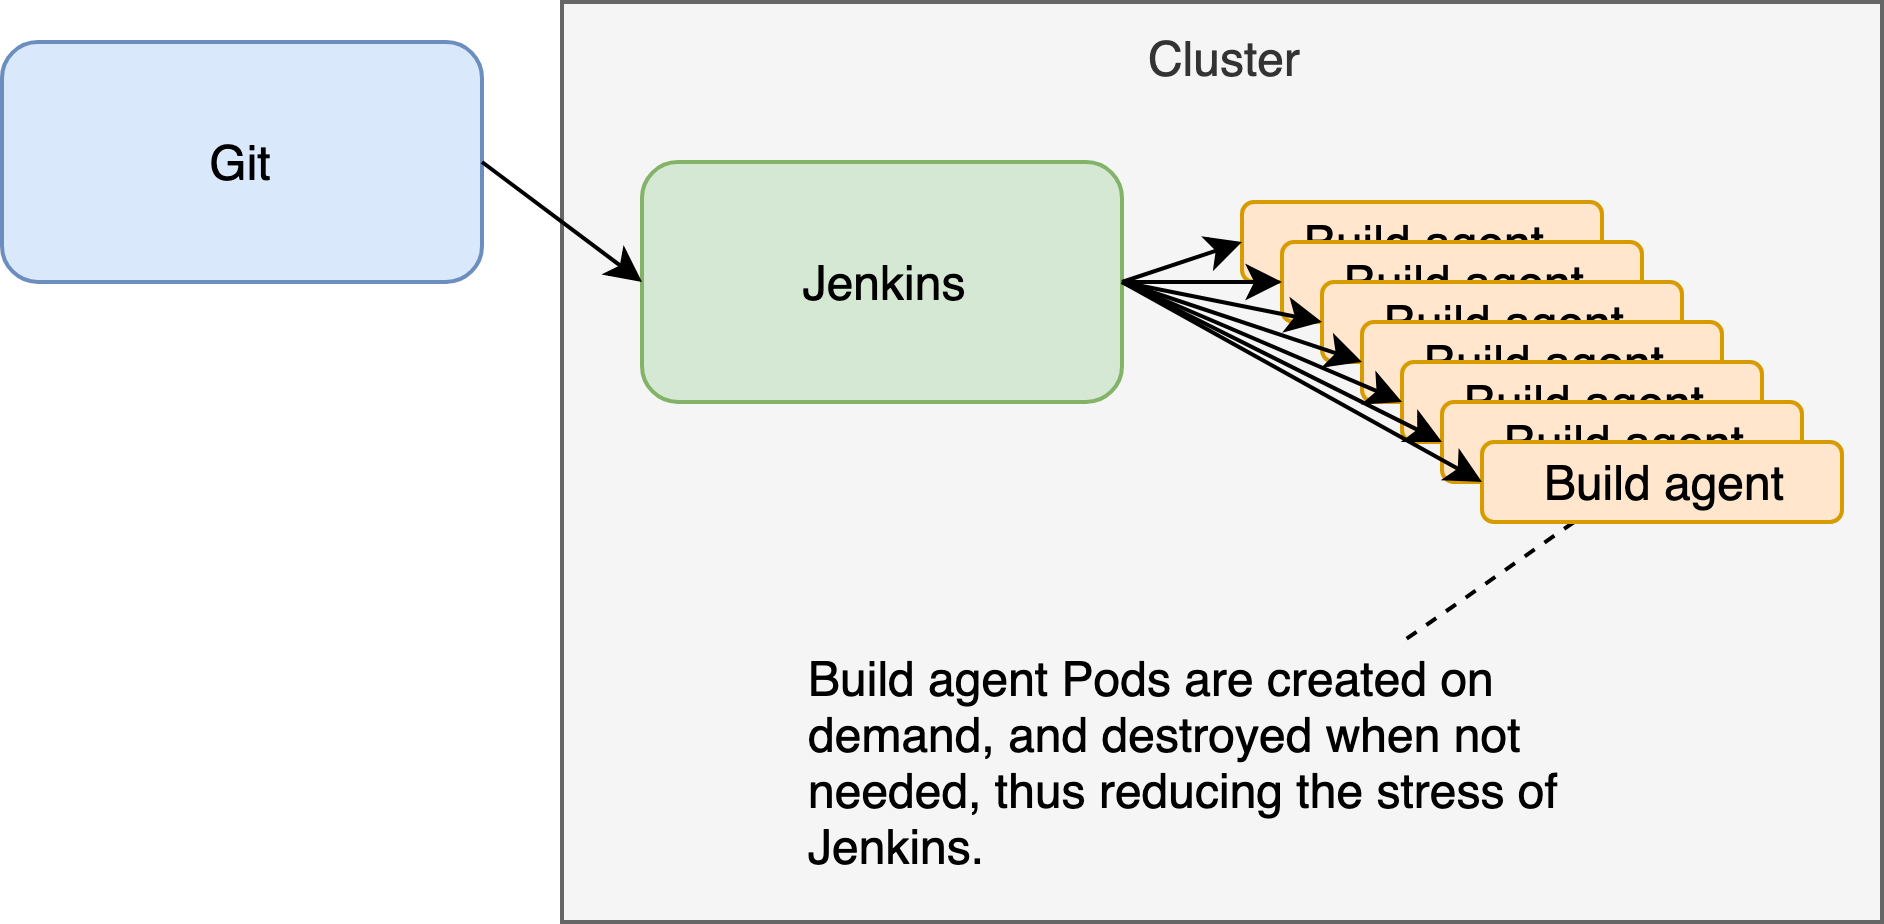 Cluster
Git
Jenkins
Build agent
Build agent
Build agent
Build agent
Build agent
Build agent
Build agent
Build agent Pods are created on
demand, and destroyed when not
needed, thus reducing the stress of
Jenkins.